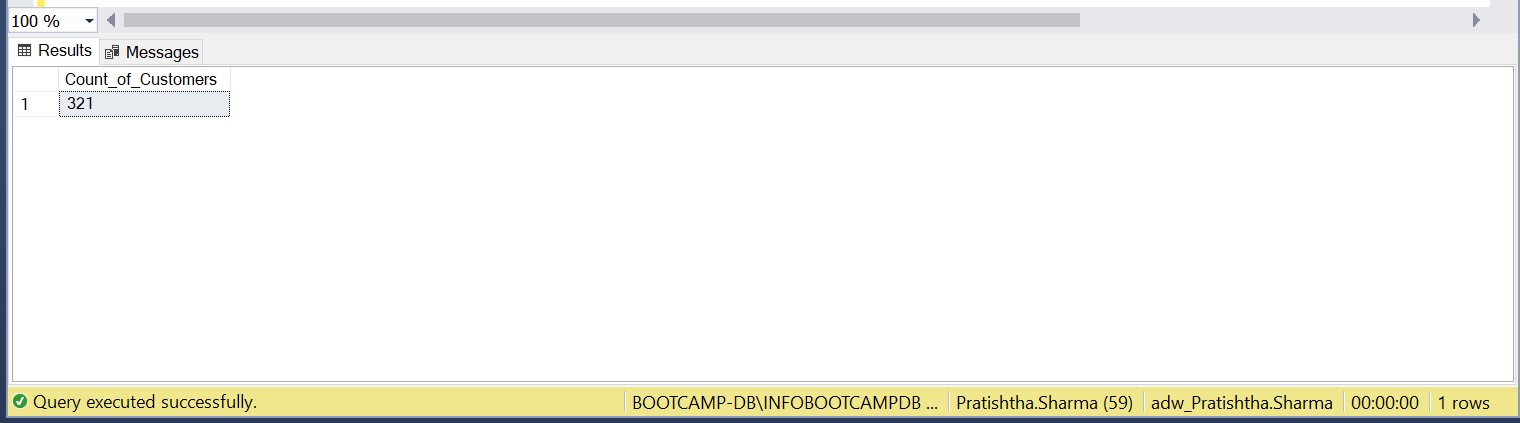 100 %
Results Messages
Count_of_Customers
1 321
Query executed successfully. BOOTCAMP-DB\INFOBOOTCAMPDB ... Pratishtha.Sharma (59) adw_Pratishtha.Sharma 00:00:00 1 rows